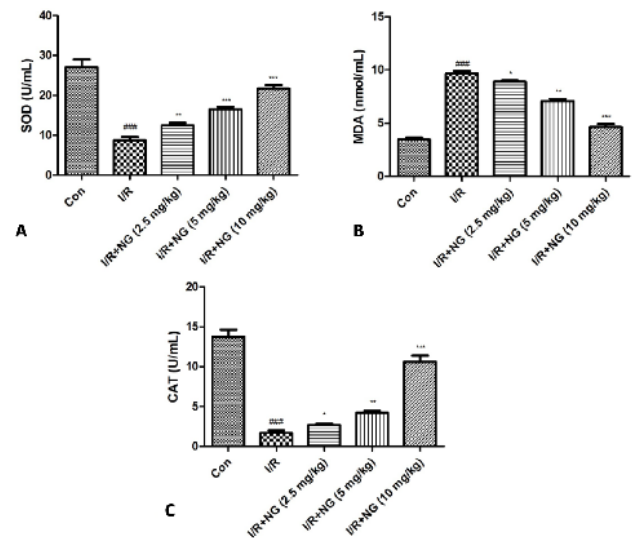 SOD (U/mL)
40
30
20
10
0
###
**
***
***
Con
I/R
I/R+NG (2.5 mg/kg)
I/R+NG (5 mg/kg)
I/R+NG (10 mg/kg)
A
MDA (nmol/mL)
15
10
5
0
###
*
**
***
Con
I/R
I/R+NG (2.5 mg/kg)
I/R+NG (5 mg/kg)
I/R+NG (10 mg/kg)
B
CAT (U/mL)
20
15
10
5
0
###
*
**
***
Con
I/R
I/R+NG (2.5 mg/kg)
I/R+NG (5 mg/kg)
I/R+NG (10 mg/kg)
C